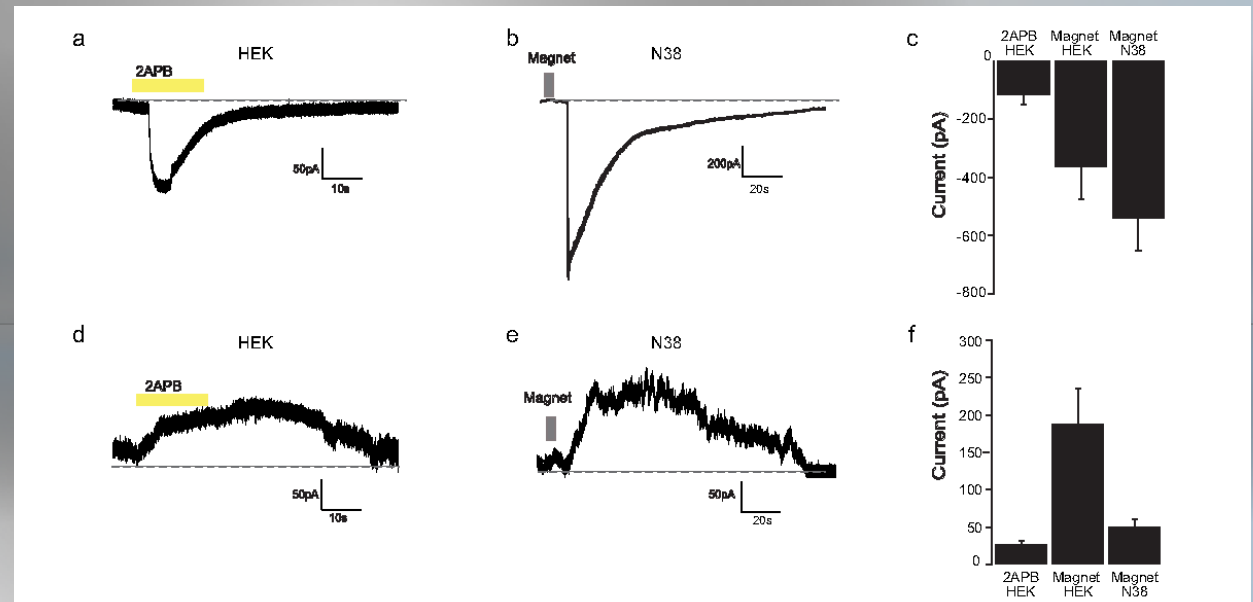 a
HEK
2APB
50pA
10s
b
N38
Magnet
200pA
20s
c
2APB Magnet Magnet
HEK HEK N38
0
-200
-400
-600
-800
Current (pA)
d
HEK
2APB
50pA
10s
e
N38
Magnet
50pA
20s
f
300
250
200
150
100
50
0
Current (pA)
2APB Magnet Magnet
HEK HEK N38